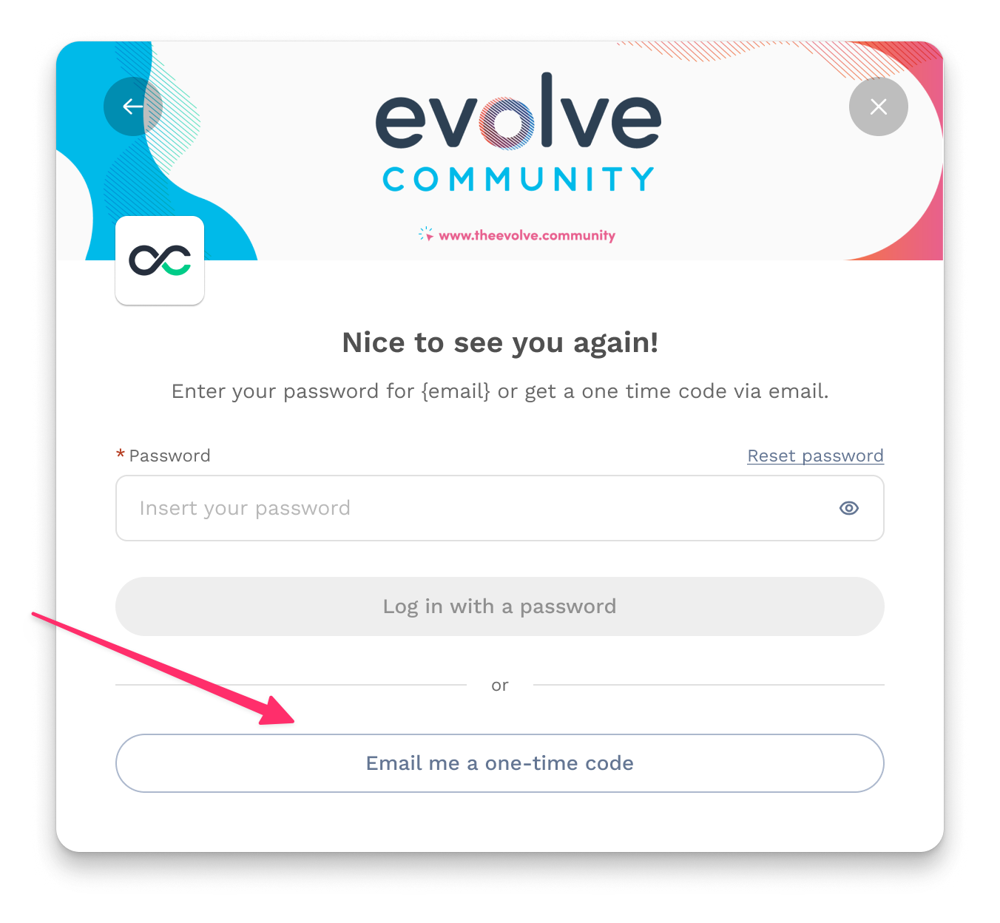 evolve
COMMUNITY
www.theevolve.community
Nice to see you again!
Enter your password for {email} or get a one time code via email.
* Password
Reset password
Insert your password
Log in with a password
or
Email me a one-time code